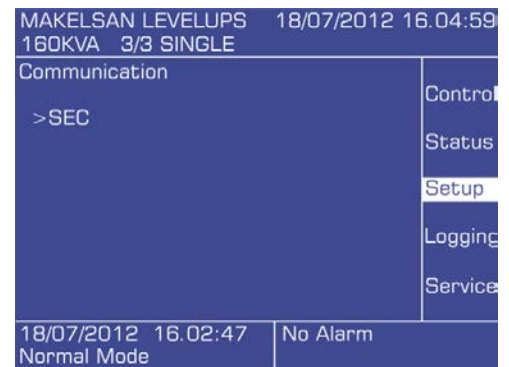 MAKELSAN LEVELUPS 18/07/2012 16.04:59
160KVA 3/3 SINGLE
Communication
>SEC
Control
Status
Setup
Logging
Service
18/07/2012 16.02:47
Normal Mode
No Alarm